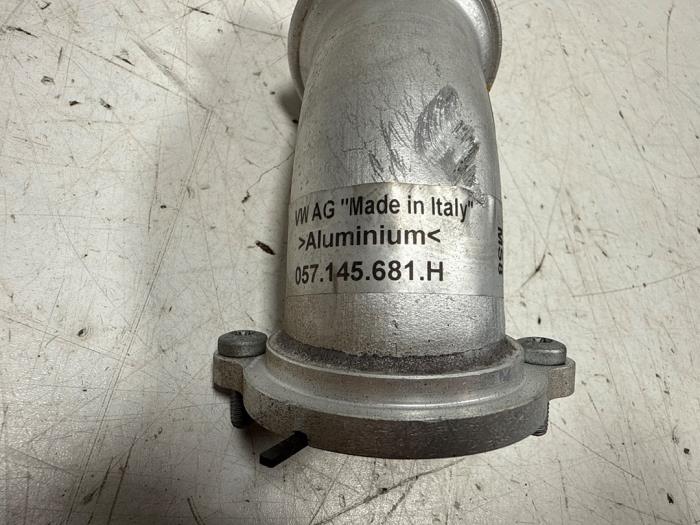 VW AG "Made in Italy"
>Aluminium<
057.145.681.H